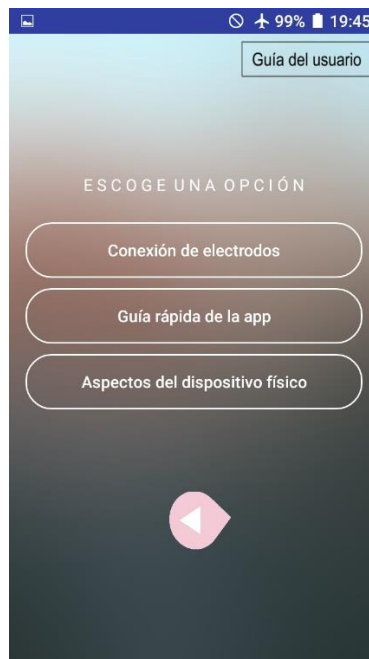 99% 19:45
Guía del usuario
ESCOGE UNA OPCIÓN
Conexión de electrodos
Guía rápida de la app
Aspectos del dispositivo físico